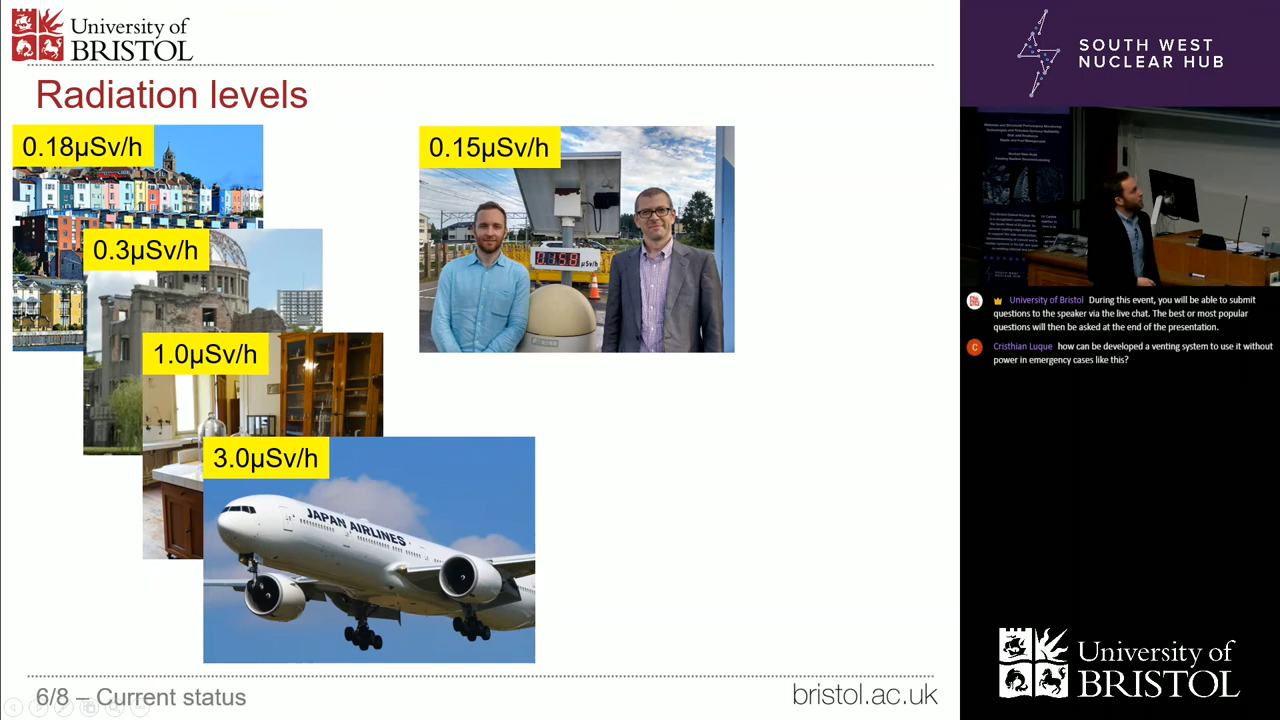 University of
BRISTOL
Radiation levels
0.18µSv/h
0.3µSv/h
1.0µSv/h
3.0µSv/h
JAPAN AIRLINES
0.15µSv/h
0.158 µSv/h
6/8 – Current status
bristol.ac.uk
SOUTH WEST
NUCLEAR HUB
University of Bristol During this event, you will be able to submit
questions to the speaker via the live chat. The best or most popular
questions will then be asked at the end of the presentation.
C
Cristhian Luque how can be developed a venting system to use it without
power in emergency cases like this?
University of
BRISTOL